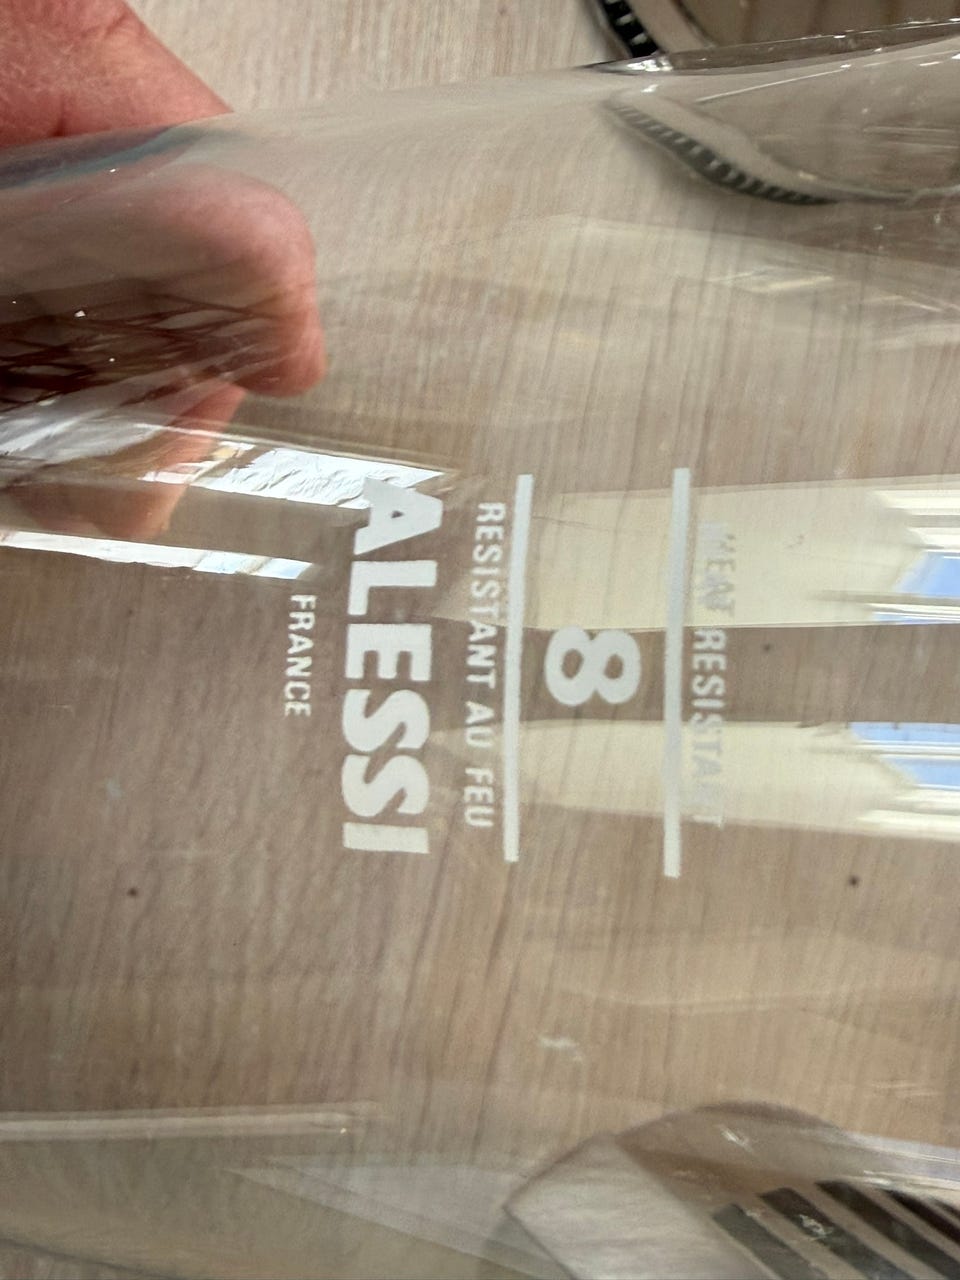 HEAT RESISTANT
8
RESISTANT AU FEU
ALESSI
FRANCE